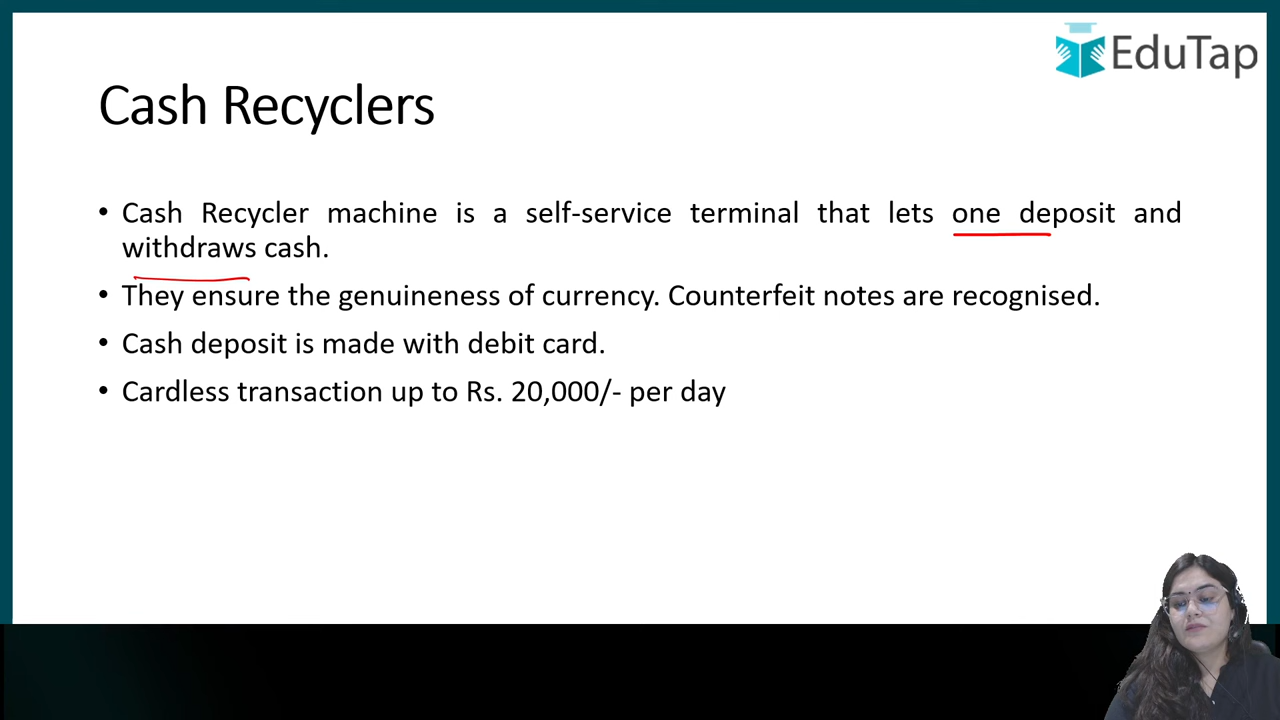 EduTap
Cash Recyclers
• Cash Recycler machine is a self-service terminal that lets one deposit and
withdraws cash.
• They ensure the genuineness of currency. Counterfeit notes are recognised.
• Cash deposit is made with debit card.
• Cardless transaction up to Rs. 20,000/- per day